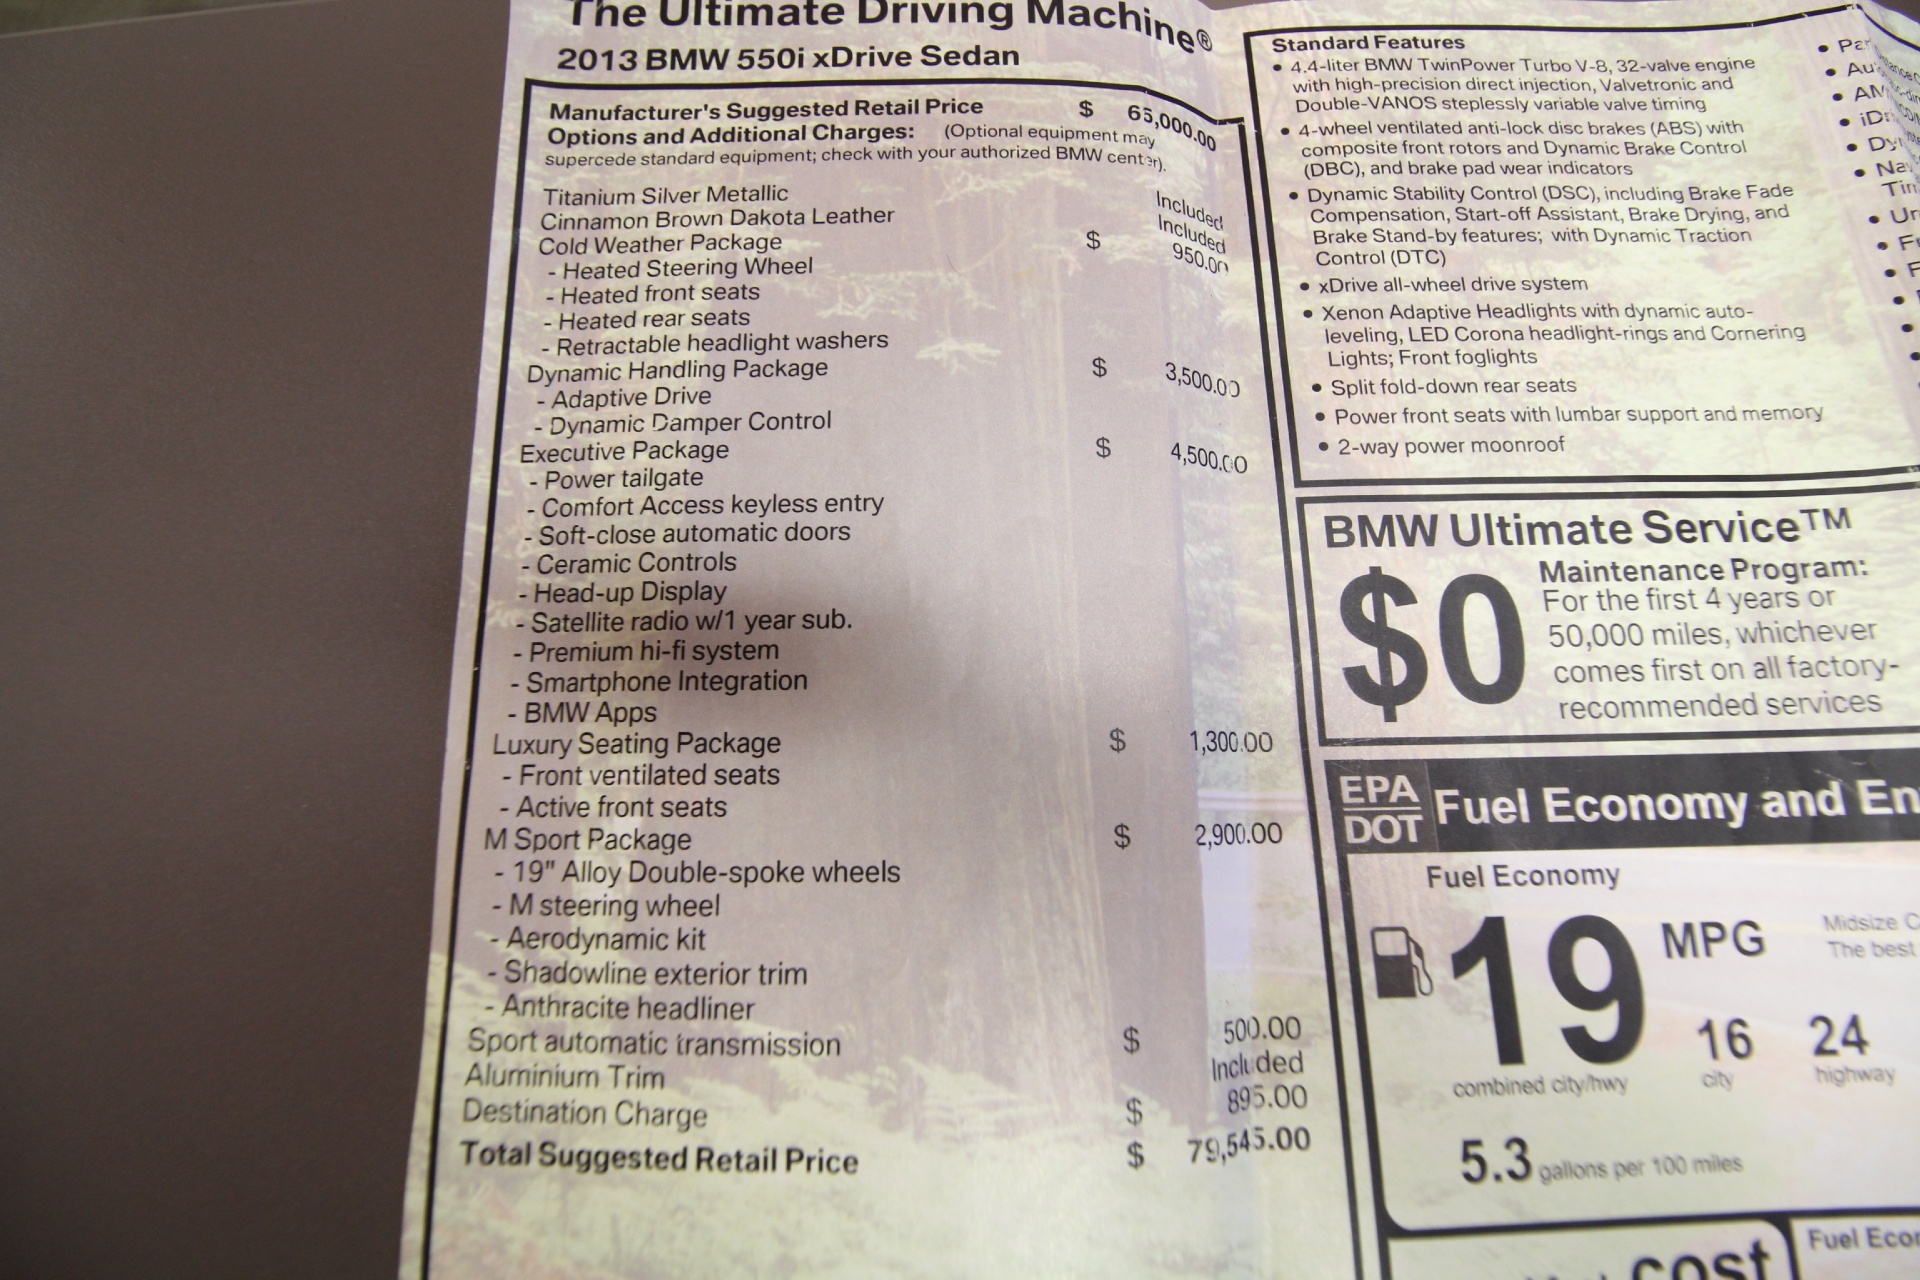 The Ultimate Driving Machine®
2013 BMW 550i xDrive Sedan
Manufacturer's Suggested Retail Price $ 65,000.00
Options and Additional Charges: (Optional equipment may
supercede standard equipment; check with your authorized BMW center).
Titanium Silver Metallic Included
Cinnamon Brown Dakota Leather Included
Cold Weather Package $ 950.00
- Heated Steering Wheel
- Heated front seats
- Heated rear seats
- Retractable headlight washers
Dynamic Handling Package $ 3,500.00
- Adaptive Drive
- Dynamic Damper Control
Executive Package $ 4,500.00
- Power tailgate
- Comfort Access keyless entry
- Soft-close automatic doors
- Ceramic Controls
- Head-up Display
- Satellite radio w/1 year sub.
- Premium hi-fi system
- Smartphone Integration
- BMW Apps
Luxury Seating Package $ 1,300.00
- Front ventilated seats
- Active front seats
M Sport Package $ 2,900.00
- 19" Alloy Double-spoke wheels
- M steering wheel
- Aerodynamic kit
- Shadowline exterior trim
- Anthracite headliner
Sport automatic transmission $ 500.00
Aluminium Trim Included
Destination Charge $ 895.00
Total Suggested Retail Price $ 79,545.00
Standard Features
• 4.4-liter BMW TwinPower Turbo V-8, 32-valve engine
with high-precision direct injection, Valvetronic and
Double-VANOS steplessly variable valve timing
• 4-wheel ventilated anti-lock disc brakes (ABS) with
composite front rotors and Dynamic Brake Control
(DBC), and brake pad wear indicators
• Dynamic Stability Control (DSC), including Brake Fade
Compensation, Start-off Assistant, Brake Drying, and
Brake Stand-by features; with Dynamic Traction
Control (DTC)
• xDrive all-wheel drive system
• Xenon Adaptive Headlights with dynamic auto-
leveling, LED Corona headlight-rings and Cornering
Lights; Front foglights
• Split fold-down rear seats
• Power front seats with lumbar support and memory
• 2-way power moonroof
BMW Ultimate Service™
$0
Maintenance Program:
For the first 4 years or
50,000 miles, whichever
comes first on all factory-
recommended services
EPA
DOT
Fuel Economy and En
Fuel Economy
19 MPG
Midsize C
The best
combined city/hwy
16 city
24 highway
5.3 gallons per 100 miles
cost
Fuel Econ